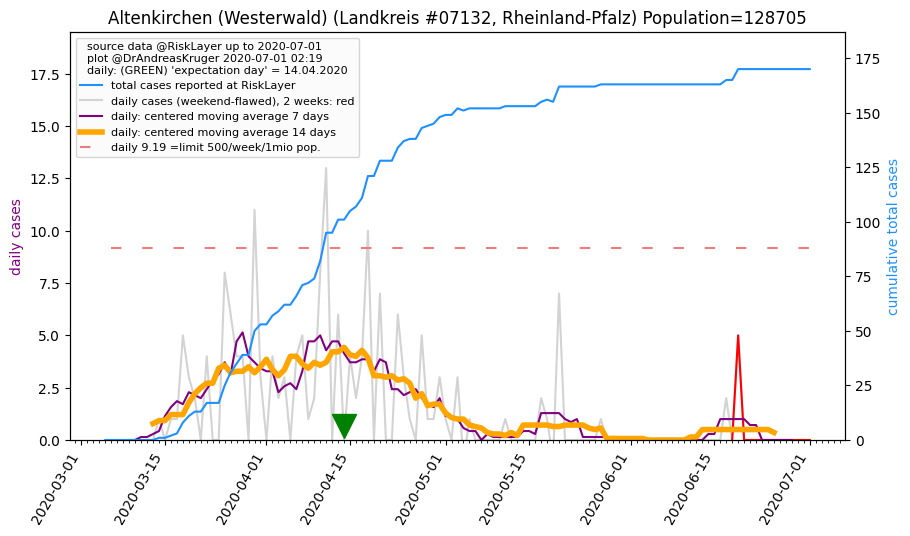 Altenkirchen (Westerwald) (Landkreis #07132, Rheinland-Pfalz) Population=128705
source data @RiskLayer up to 2020-07-01
plot @DrAndreasKruger 2020-07-01 02:19
daily: (GREEN) 'expectation day' = 14.04.2020
total cases reported at RiskLayer
daily cases (weekend-flawed), 2 weeks: red
daily: centered moving average 7 days
daily: centered moving average 14 days
daily 9.19 =limit 500/week/1mio pop.
daily cases
17.5
15.0
12.5
10.0
7.5
5.0
2.5
0.0
175
150
125
100
75
50
25
0
cumulative total cases
2020-03-01
2020-03-15
2020-04-01
2020-04-15
2020-05-01
2020-05-15
2020-06-01
2020-06-15
2020-07-01